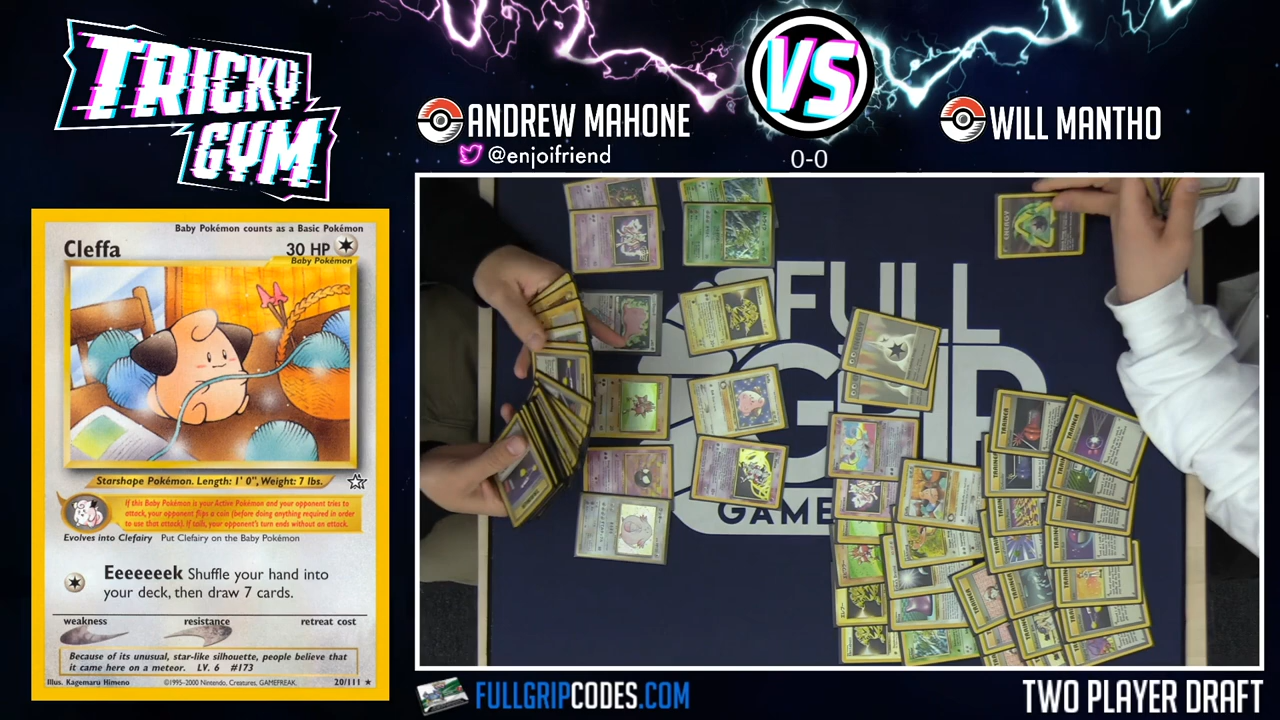 TRICKY
GYM
ANDREW MAHONE
@enjoifriend
VS
0-0
WILL MANTHO
Baby Pokémon counts as a Basic Pokémon
Cleffa
30 HP
Baby Pokémon
Starshape Pokémon. Length: 1' 0", Weight: 7 lbs.
If this Baby Pokémon is your Active Pokémon and your opponent tries to
attack, your opponent flips a coin (before doing anything required in order
to use that attack). If tails, your opponent's turn ends without an attack.
Evolves into Clefairy Put Clefairy on the Baby Pokémon
Eeeeeeek Shuffle your hand into
your deck, then draw 7 cards.
weakness resistance retreat cost
Because of its unusual, star-like silhouette, people believe that
it came here on a meteor. LV. 6 #173
Illus. Kagemaru Himeno ©1995-2000 Nintendo, Creatures, GAMEFREAK. 20/111 ★
FULL
GRIP
GAME
ENERGY
TRAINER
TRAINER
FULLGRIPCODES.COM
TWO PLAYER DRAFT